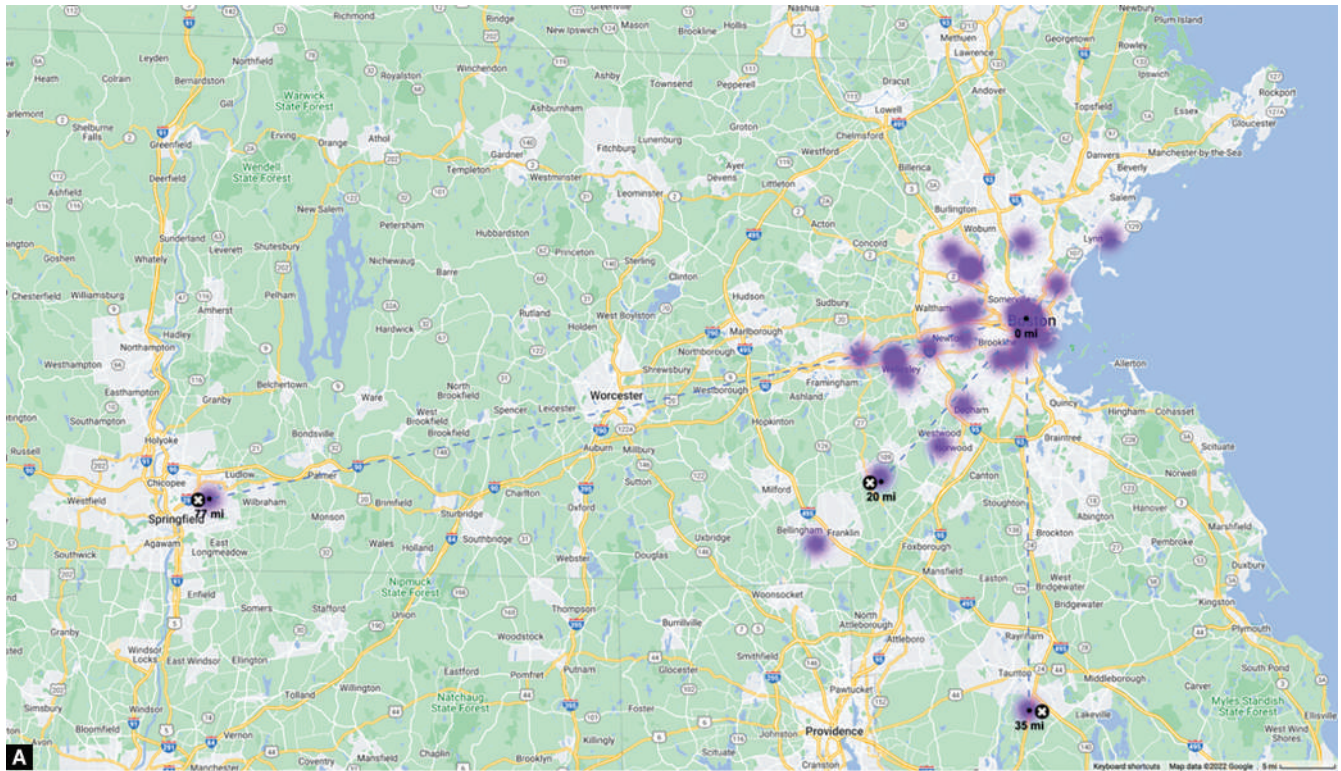 Richmond
Greenville
Rindge
New Ipswich
Mason
Brookline
Hollis
Nashua
Newbury
Plum Island
Methuen
Georgetown
Rowley
Leyden
Bernardston
Northfield
Warwick
State Forest
Royalston
Winchendon
Ashby
Townsend
Pepperell
Dracut
Lawrence
Andover
Ipswich
Heath
Colrain
Gill
Ashburnham
Lowell
Topsfield
Essex
Rockport
Gloucester
Shelburne
Falls
Greenfield
Erving
Orange
Athol
Gardner
Fitchburg
Lunenburg
Groton
Chelmsford
Westford
Billerica
Danvers
Manchester-by-the-Sea
Beverly
Wendell
State Forest
Templeton
Westminster
Ayer
Devens
Littleton
Ashfield
Deerfield
New Salem
Petersham
Leominster
Acton
Burlington
Salem
Sunderland
Leverett
Shutesbury
Hubbardston
Concord
Woburn
Lynn
Goshen
Whately
Nichewaug
Barre
Princeton
Sterling
Clinton
Chesterfield
Williamsburg
Amherst
Pelham
Rutland
West Boylston
Holden
Hudson
Sudbury
Waltham
Somerville
Hadley
Northampton
Hardwick
Oakham
Marlborough
Boston
0 mi
Westhampton
Northborough
Shrewsbury
Westborough
Newton
Brookline
Easthampton
Belchertown
Ware
North
Brookfield
Worcester
Framingham
Wellesley
Allerton
Granby
Southampton
West
Brookfield
Spencer
Leicester
Ashland
Dedham
Quincy
Hingham
Cohasset
Holyoke
Bondsville
Brookfield
Auburn
Millbury
Hopkinton
Westwood
Norwood
Braintree
Scituate
Russell
Chicopee
Ludlow
Palmer
Sutton
Canton
Norwell
Westfield
Wilbraham
Brimfield
Charlton
Milford
20 mi
Stoughton
Abington
Hanover
77 mi
Springfield
Monson
Sturbridge
Oxford
Bellingham
Franklin
Brockton
Marshfield
Agawam
East
Longmeadow
Wales
Holland
Southbridge
Webster
Douglas
Uxbridge
Foxborough
Pembroke
Duxbury
Southwick
Nipmuck
State Forest
Mansfield
Easton
West
Bridgewater
Enfield
Somers
Stafford
Union
Thompson
Woonsocket
Bridgewater
Kingston
Granby
Woodstock
Burrillville
North
Attleborough
Attleboro
Raynham
Plymouth
Windsor
Locks
East Windsor
Ellington
Smithfield
Taunton
Middleborough
South Pond
Simsbury
Windsor
Tolland
Willington
Eastford
Pomfret
Putnam
Glocester
Pawtucket
Carver
Natchaug
State Forest
Lakeville
Myles Standish
State Forest
Ellisville
Bloomfield
Vernon
Foster
35 mi
West Wind
Shores
Avon
Manchester
Coventry
Mansfield
Chaplin
Brooklyn
Killingly
Scituate
Johnston
Providence
Cranston
A
Keyboard shortcuts Map data ©2022 Google 5 mi